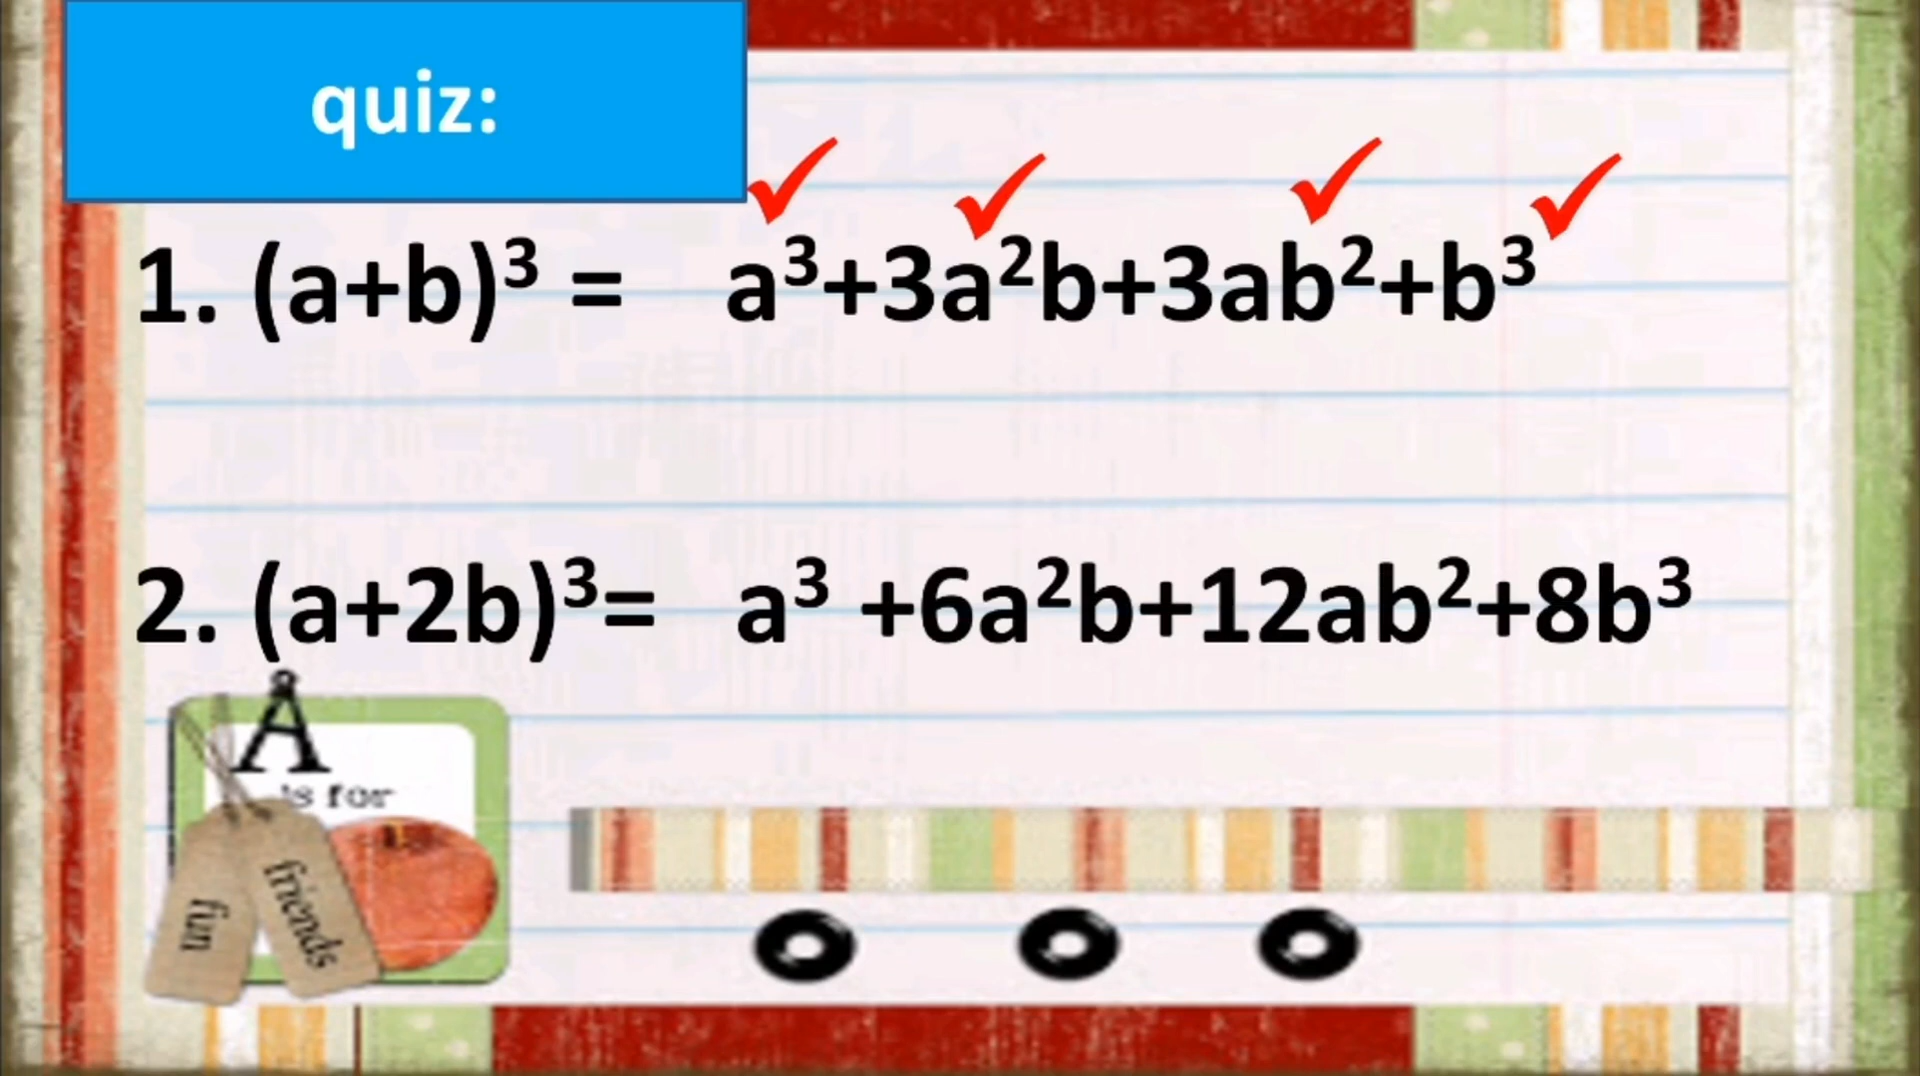 quiz:
1. (a+b)³ = a³+3a²b+3ab²+b³
2. (a+2b)³= a³ +6a²b+12ab²+8b³
A
is for
fun
friends